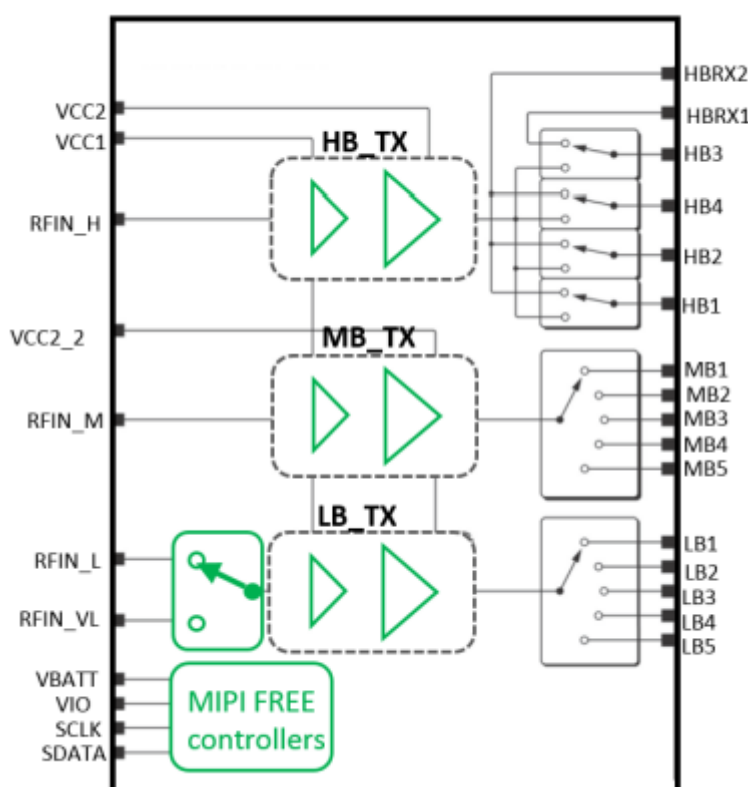 HBRX2
HBRX1
VCC2
VCC1
HB_TX
HB3
RFIN_H
HB4
HB2
HB1
VCC2_2
MB_TX
MB1
MB2
RFIN_M
MB3
MB4
MB5
LB_TX
LB1
RFIN_L
LB2
LB3
RFIN_VL
LB4
LB5
VBATT
VIO
SCLK
SDATA
MIPI FREE
controllers